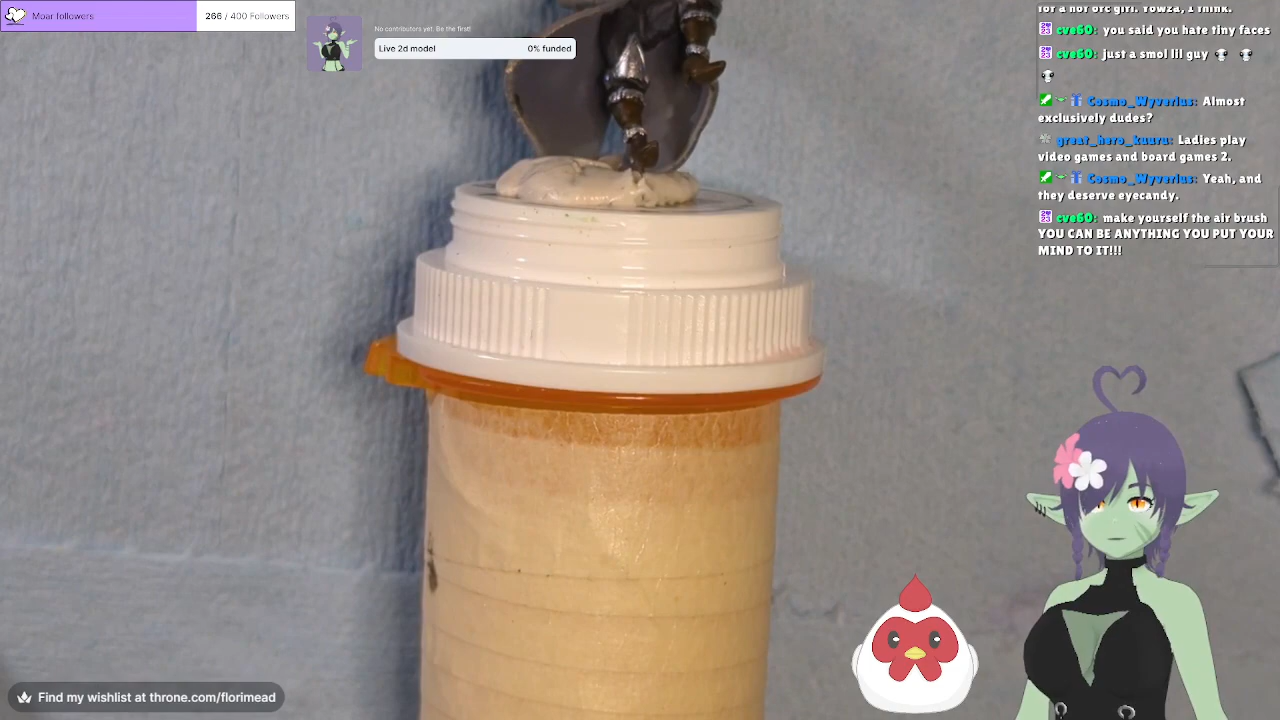 Moar followers
266 / 400 Followers
No contributors yet. Be the first!
Live 2d model
0% funded
for a hot orc girl. Yowza, I think.
cve60: you said you hate tiny faces
cve60: just a smol lil guy
Cosmo_Wyverius: Almost
exclusively dudes?
great_hero_kuuru: Ladies play
video games and board games 2.
Cosmo_Wyverius: Yeah, and
they deserve eyecandy.
cve60: make yourself the air brush
YOU CAN BE ANYTHING YOU PUT YOUR
MIND TO IT!!!
Find my wishlist at throne.com/florimead